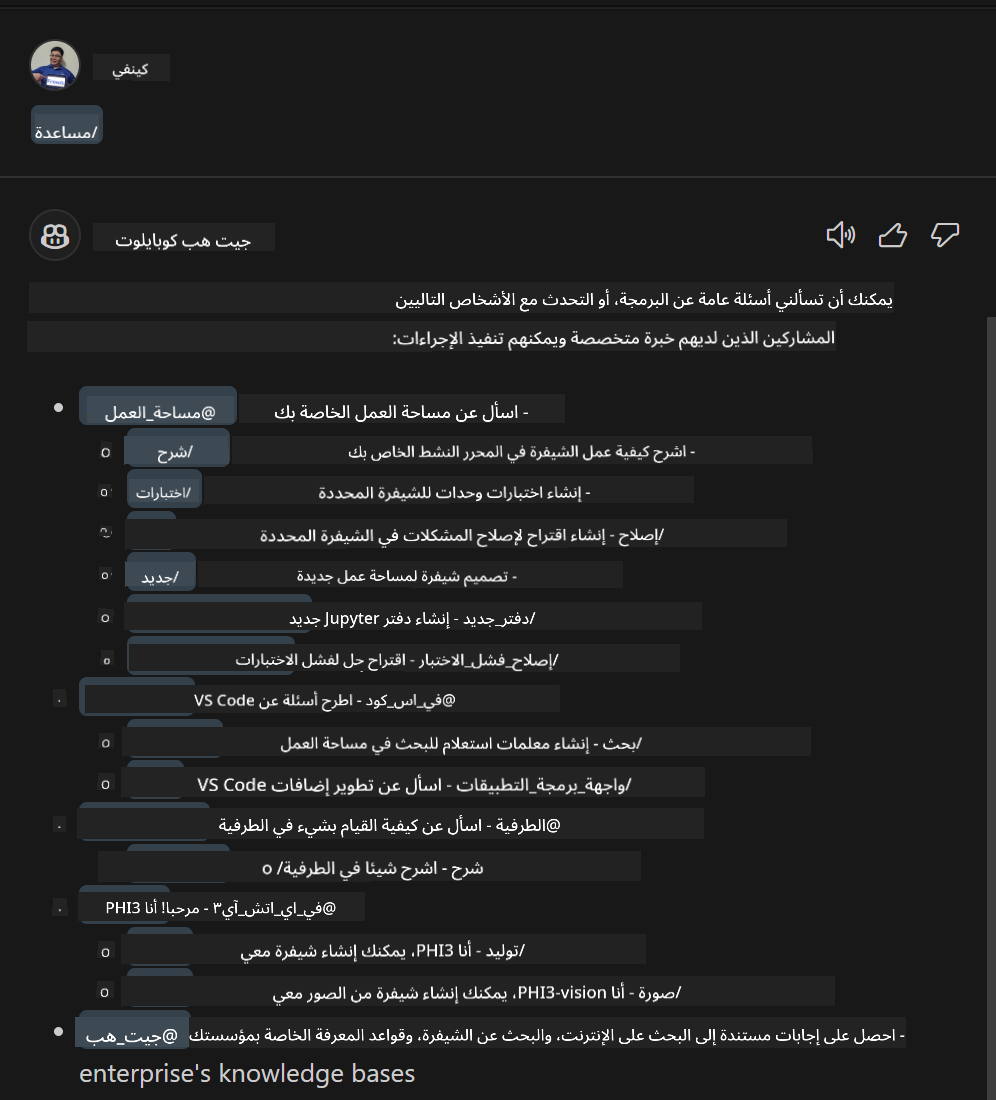 كينفي
/مساعدة
جيت هب كوبايلوت
يمكنك أن تسألني أسئلة عامة عن البرمجة، أو التحدث مع الأشخاص التاليين
المشاركين الذين لديهم خبرة متخصصة ويمكنهم تنفيذ الإجراءات:
@مساحة_العمل - اسأل عن مساحة العمل الخاصة بك
/شرح - اشرح كيفية عمل الشيفرة في المحرر النشط الخاص بك
/اختبارات - إنشاء اختبارات وحدات للشيفرة المحددة
/إصلاح - إنشاء اقتراح لإصلاح المشكلات في الشيفرة المحددة
/جديد - تصميم شيفرة لمساحة عمل جديدة
/دفتر_جديد - إنشاء دفتر Jupyter جديد
/إصلاح_فشل_الاختبار - اقتراح حل لفشل الاختبارات
@في_اس_كود - اطرح أسئلة عن VS Code
/بحث - إنشاء معلمات استعلام للبحث في مساحة العمل
/واجهة_برمجة_التطبيقات - اسأل عن تطوير إضافات VS Code
@الطرفية - اسأل عن كيفية القيام بشيء في الطرفية
شرح - اشرح شيئا في الطرفية/ o
@في_اي_اتش_آي٣ - مرحبا! أنا PHI3
/توليد - أنا PHI3، يمكنك إنشاء شيفرة معي
/صورة - أنا PHI3-vision، يمكنك إنشاء شيفرة من الصور معي
@جيت_هب - احصل على إجابات مستندة إلى البحث على الإنترنت، والبحث عن الشيفرة، وقواعد المعرفة الخاصة بمؤسستك
enterprise's knowledge bases